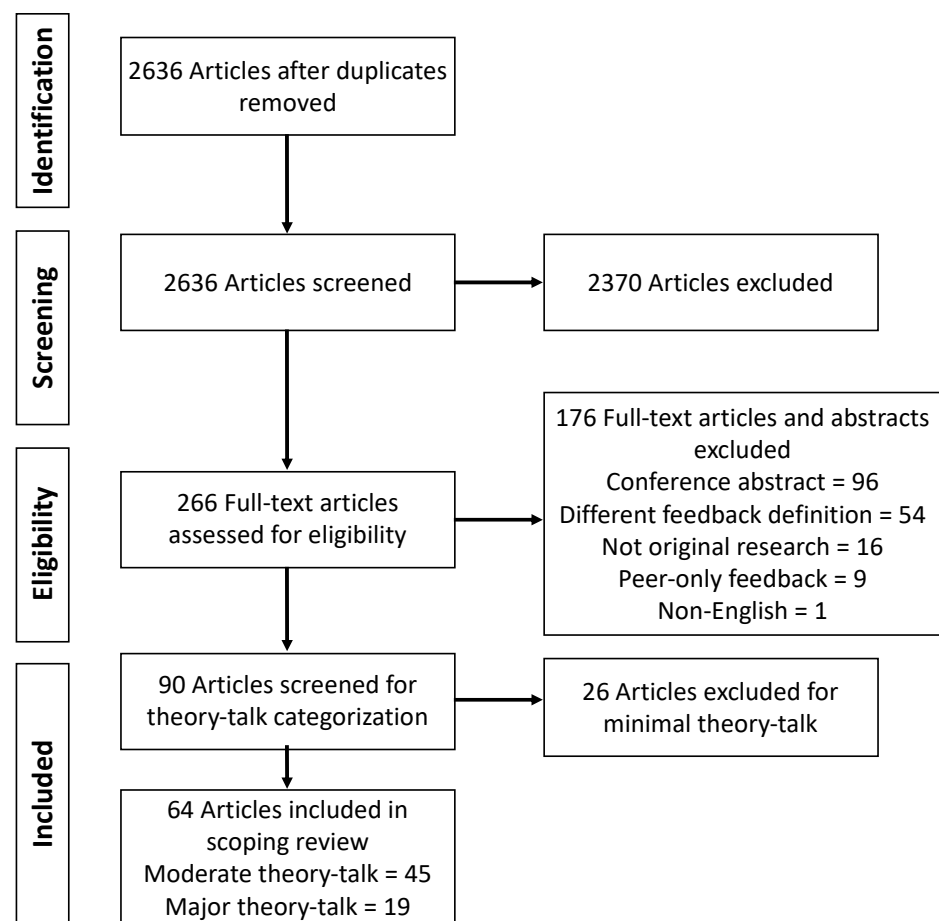 Identification
2636 Articles after duplicates
removed
Screening
2636 Articles screened
2370 Articles excluded
Eligibility
266 Full-text articles
assessed for eligibility
176 Full-text articles and abstracts
excluded
Conference abstract = 96
Different feedback definition = 54
Not original research = 16
Peer-only feedback = 9
Non-English = 1
Included
90 Articles screened for
theory-talk categorization
26 Articles excluded for
minimal theory-talk
64 Articles included in
scoping review
Moderate theory-talk = 45
Major theory-talk = 19